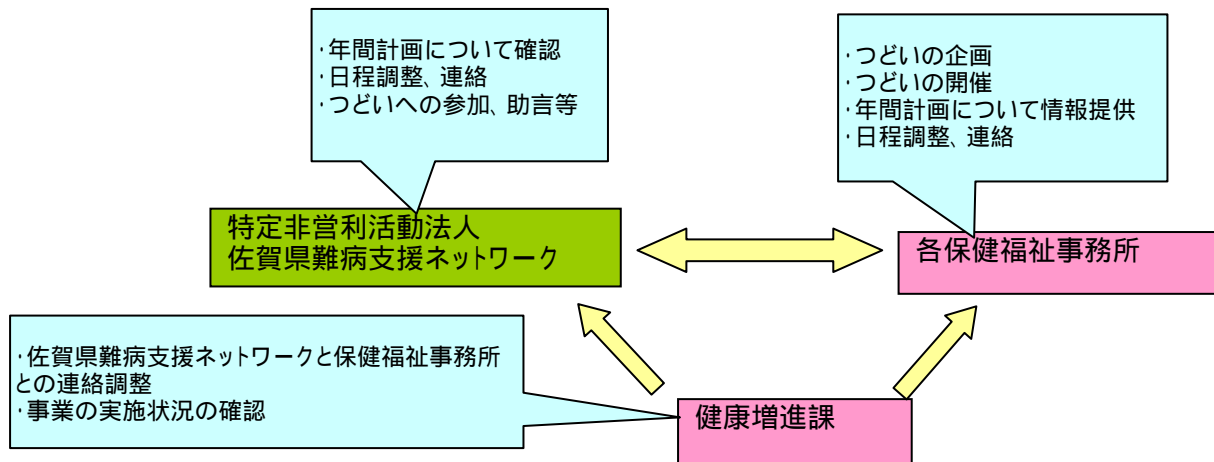 ·年間計画について確認
·日程調整、連絡
·つどいへの参加、助言等
·つどいの企画
·つどいの開催
·年間計画について情報提供
·日程調整、連絡
特定非営利活動法人
佐賀県難病支援ネットワーク
各保健福祉事務所
·佐賀県難病支援ネットワークと保健福祉事務所
との連絡調整
·事業の実施状況の確認
健康増進課